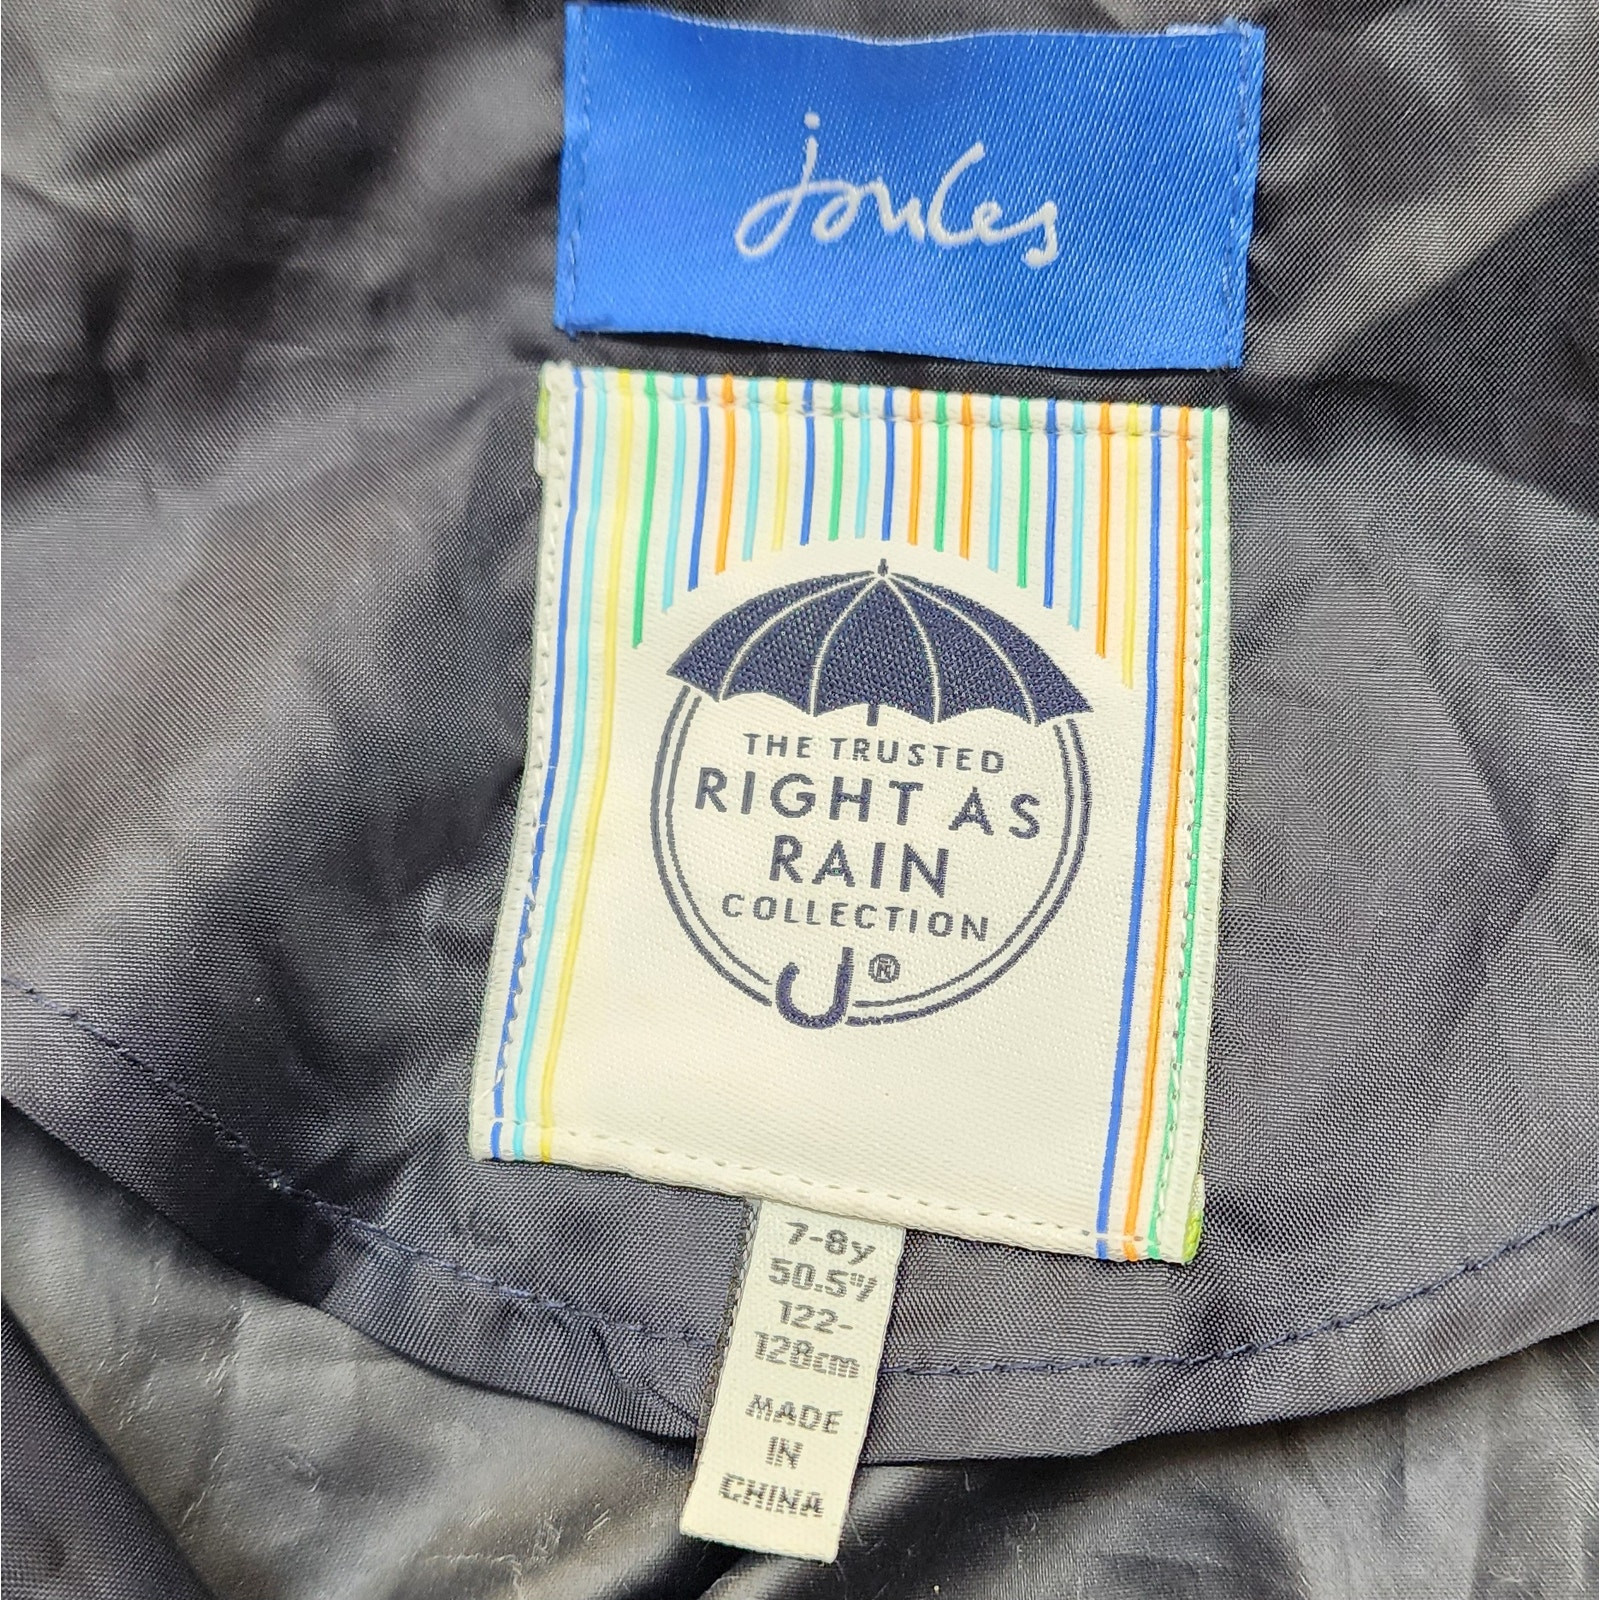 joules
THE TRUSTED
RIGHT AS
RAIN
COLLECTION
®
7-8y
50.5"/
122-
128cm
MADE
IN
CHINA